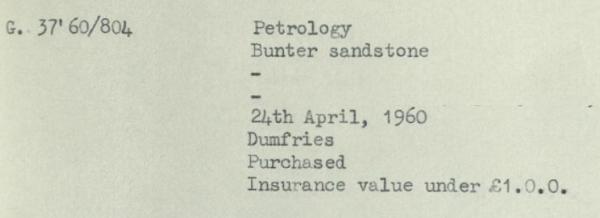 G. 37'60/804 Petrology
Bunter sandstone
-
-
24th April, 1960
Dumfries
Purchased
Insurance value under £1.0.0.